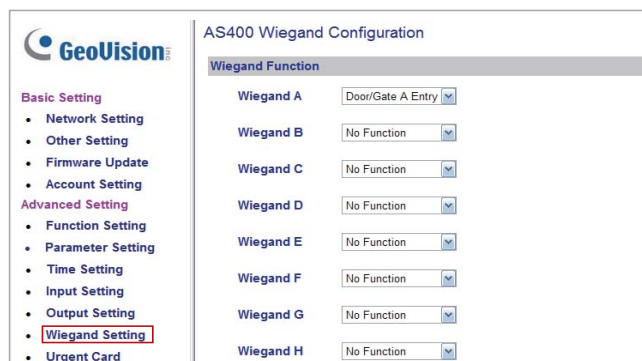 GeoVision inc
Basic Setting
Network Setting
Other Setting
Firmware Update
Account Setting
Advanced Setting
Function Setting
Parameter Setting
Time Setting
Input Setting
Output Setting
Wiegand Setting
Urgent Card
AS400 Wiegand Configuration
Wiegand Function
Wiegand A Door/Gate A Entry
Wiegand B No Function
Wiegand C No Function
Wiegand D No Function
Wiegand E No Function
Wiegand F No Function
Wiegand G No Function
Wiegand H No Function